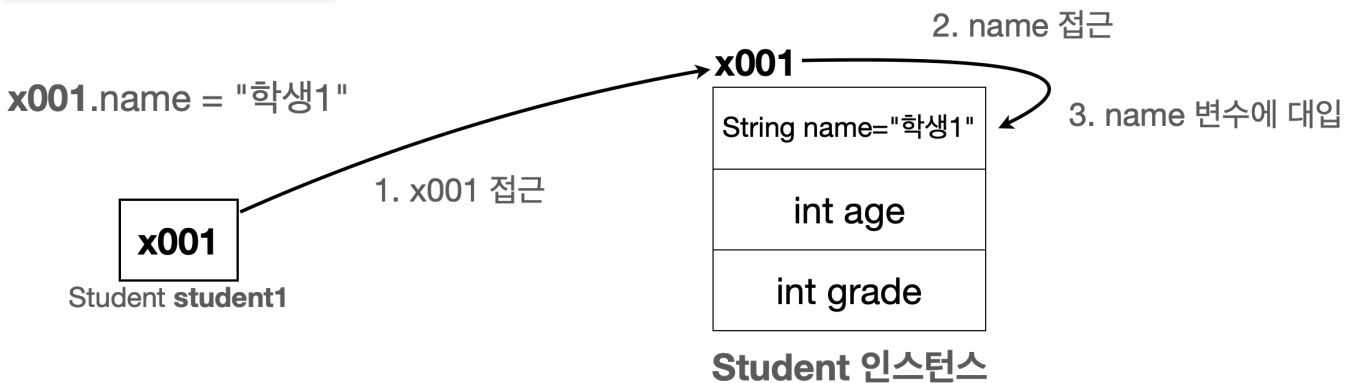 x001.name = "학생1"
x001
Student student1
1. x001 접근
2. name 접근
x001
3. name 변수에 대입
String name="학생1"
int age
int grade
Student 인스턴스